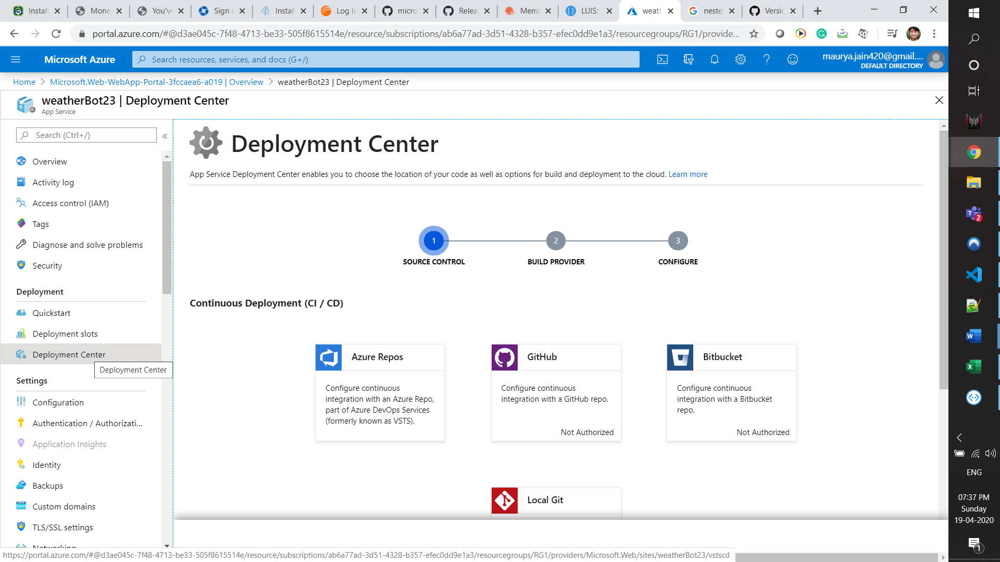 InstaR
Mone
You've
Sign i
InstaF
Log In
micro
Relea
Meml
LUIS:
weath
nested
Versic
portal.azure.com/#@d3ae045c-7f48-4713-be33-505f8615514e/resource/subscriptions/ab6a77ad-3d51-4328-b357-efec0dd9e1a3/resourcegroups/RG1/provide...
Microsoft Azure
Search resources, services, and docs (G+/)
maurya.jain420@gmail....
DEFAULT DIRECTORY
Home > Microsoft.Web-WebApp-Portal-3fccaea6-a019 | Overview > weatherBot23 | Deployment Center
weatherBot23 | Deployment Center
App Service
Search (Ctrl+/)
«
Overview
Activity log
Access control (IAM)
Tags
Diagnose and solve problems
Security
Deployment
Quickstart
Deployment slots
Deployment Center
Deployment Center
Settings
Configuration
Authentication / Authorizati...
Application Insights
Identity
Backups
Custom domains
TLS/SSL settings
Networking
Deployment Center
App Service Deployment Center enables you to choose the location of your code as well as options for build and deployment to the cloud. Learn more
1
2
3
SOURCE CONTROL
BUILD PROVIDER
CONFIGURE
Continuous Deployment (CI / CD)
Azure Repos
Configure continuous
integration with an Azure Repo,
part of Azure DevOps Services
(formerly known as VSTS).
GitHub
Configure continuous
integration with a GitHub repo.
Not Authorized
Bitbucket
Configure continuous
integration with a Bitbucket
repo.
Not Authorized
Local Git
https://portal.azure.com/#@d3ae045c-7f48-4713-be33-505f8615514e/resource/subscriptions/ab6a77ad-3d51-4328-b357-efec0dd9e1a3/resourcegroups/RG1/providers/Microsoft.Web/sites/weatherBot23/vstscd
2
ENG
07:37 PM
Sunday
19-04-2020
1